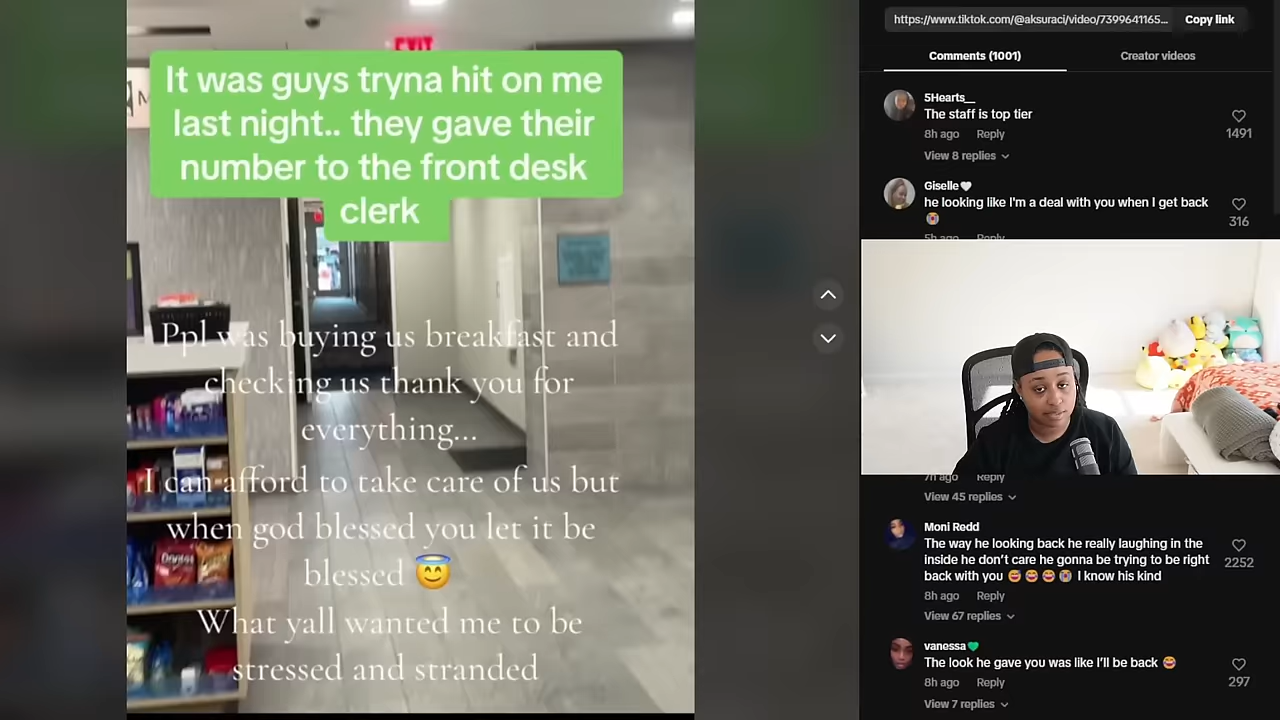 EXIT
It was guys tryna hit on me
last night.. they gave their
number to the front desk
clerk
Ppl was buying us breakfast and
checking us thank you for
everything...
I can afford to take care of us but
when god blessed you let it be
blessed 😇
What yall wanted me to be
stressed and stranded
Doritos
https://www.tiktok.com/@aksuraci/video/7399641165...
Copy link
Comments (1001)
Creator videos
5Hearts__
The staff is top tier
8h ago Reply
1491
View 8 replies
Giselle🤍
he looking like I'm a deal with you when I get back
😭
316
5h ago Reply
7h ago Reply
View 45 replies
Moni Redd
The way he looking back he really laughing in the
inside he don't care he gonna be trying to be right
back with you 😅😅😅😭 I know his kind
2252
8h ago Reply
View 67 replies
vanessa💚
The look he gave you was like I'll be back 😅
297
8h ago Reply
View 7 replies